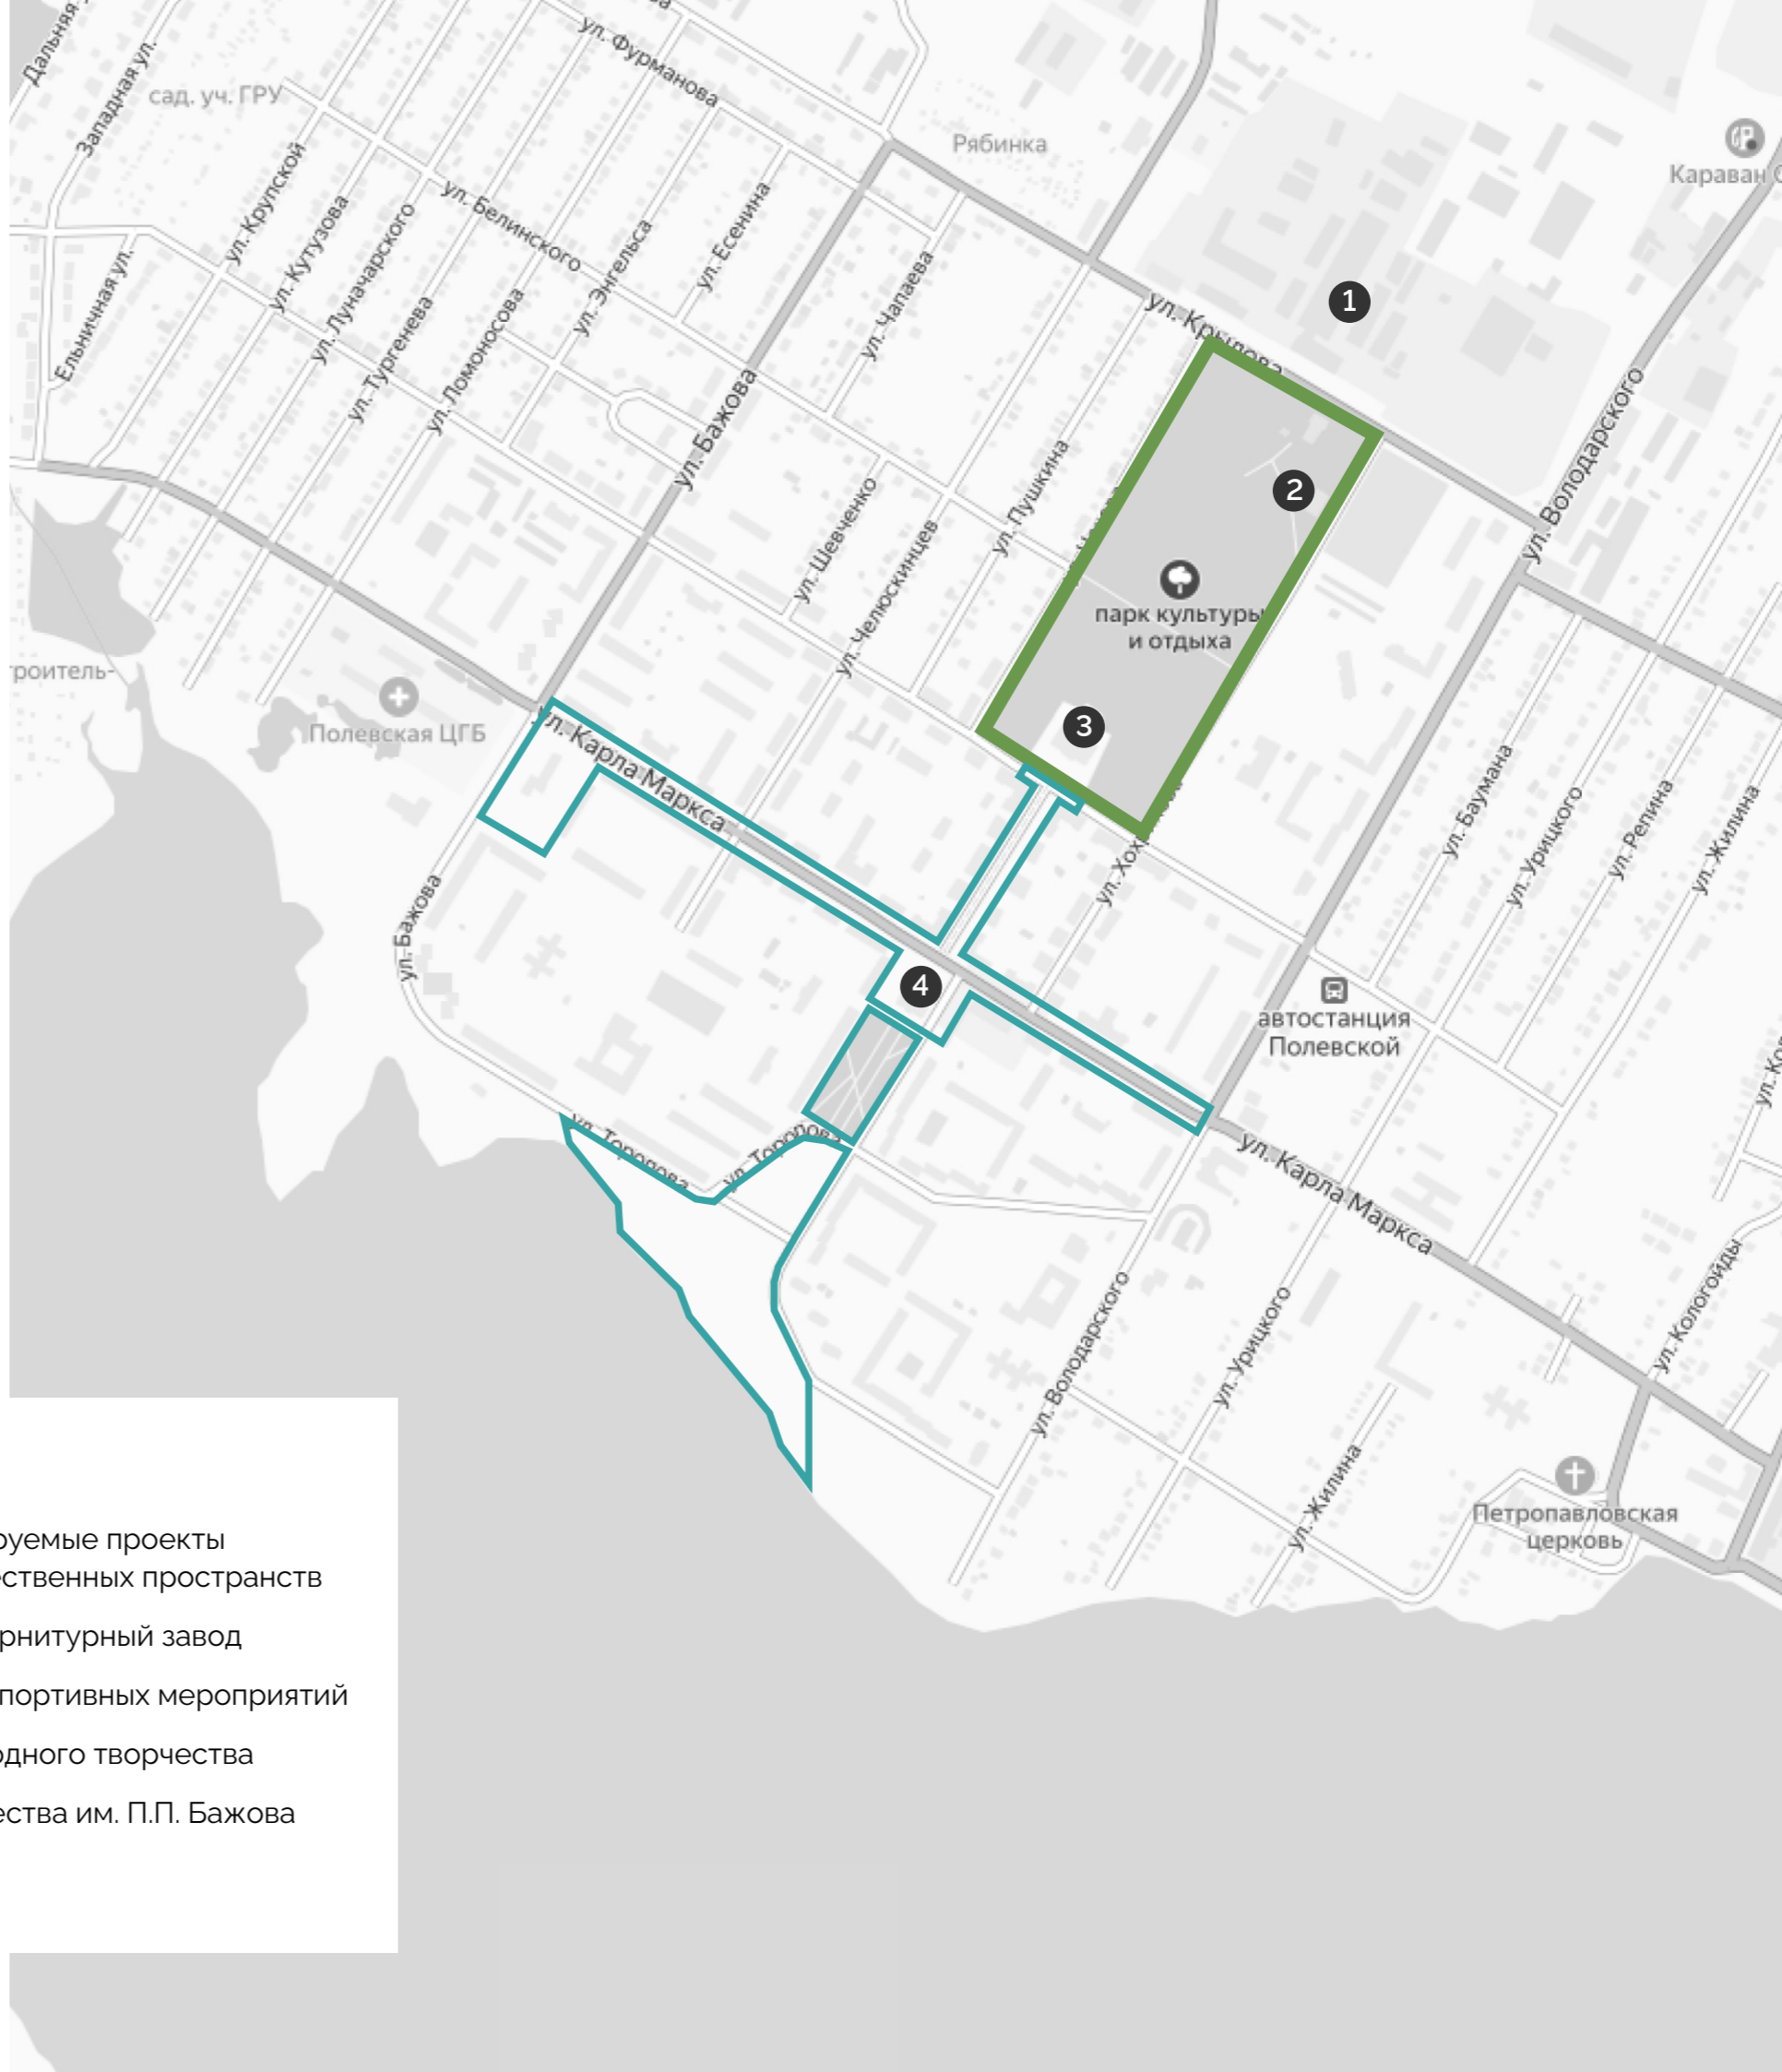 Дальняя
Западная ул.
сад. уч. ГРУ
ул. Фурманова
Рябинка
Караван
ул. Крупской
ул. Кутузова
ул. Белинского
ул. Есенина
ул. Луначарского
ул. Энгельса
ул. Чапаева
Ельничная ул.
ул. Тургенева
ул. Ломоносова
1
ул. Крылова
ул. Бажова
ул. Володарского
ул. Шевченко
ул. Пушкина
2
ул. Челюскинцев
парк культуры
и отдыха
троитель-
Полевская ЦГБ
3
ул. Карла Маркса
ул. Баумана
ул. Урицкого
ул. Репина
ул. Жилина
ул. Хох
ул. Бажова
4
автостанция
Полевской
ул. Торопова
ул. Торопова
ул. Карла Маркса
ул. Кологойды
ул. Володарского
ул. Урицкого
ул. Жилина
Петропавловская
церковь
руемые проекты
ественных пространств
рнитурный завод
портивных мероприятий
одного творчества
ества им. П.П. Бажова